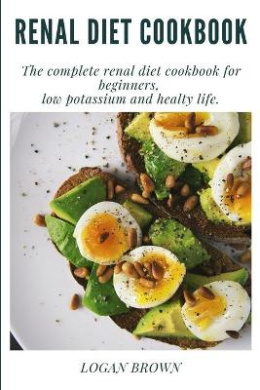 RENAL DIET COOKBOOK
The complete renal diet cookbook for
beginners,
low potassium and healty life.
LOGAN BROWN